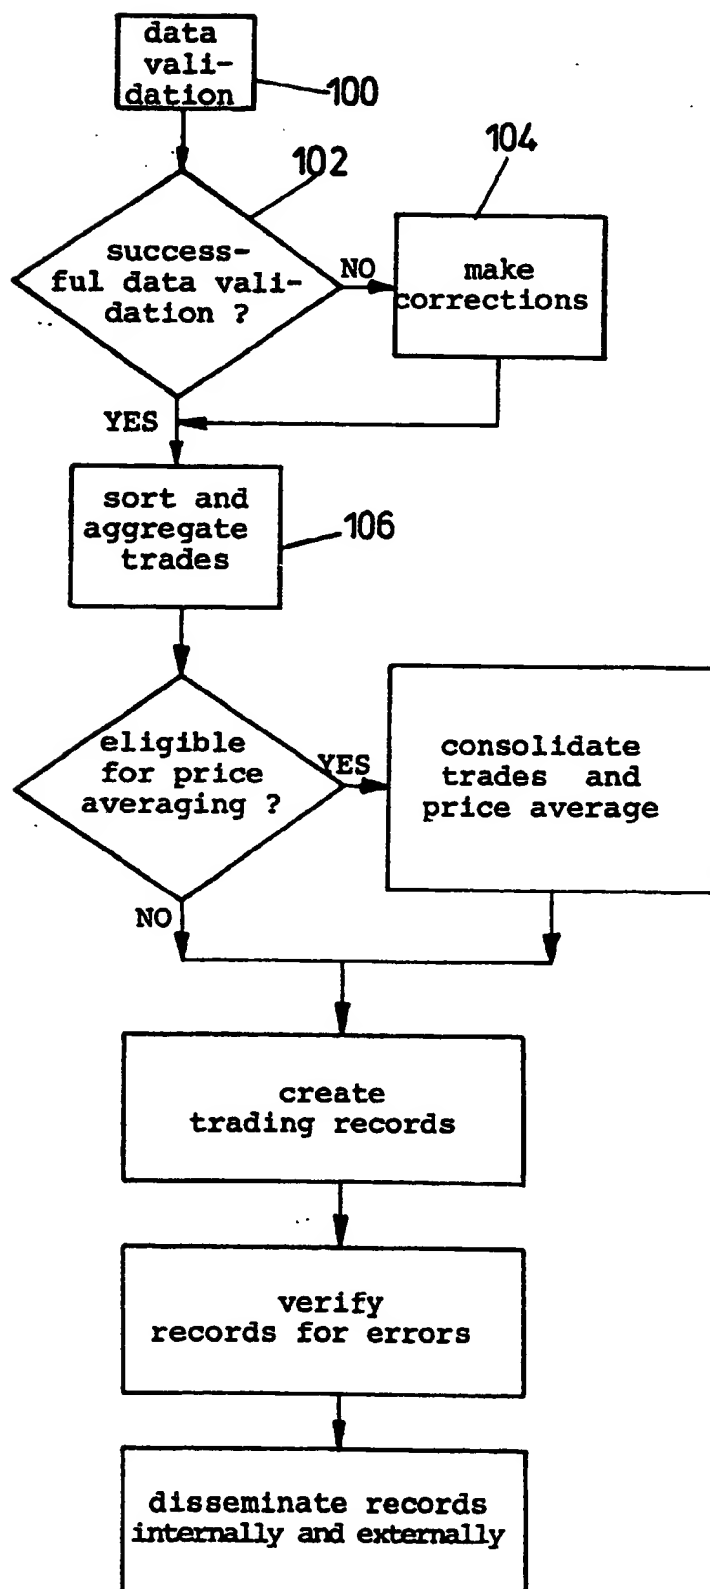 data
vali-
dation
100
102
104
success-
ful data vali-
dation ?
NO
make
corrections
YES
sort and
aggregate
trades
106
eligible
for price
averaging ?
YES
consolidate
trades and
price average
NO
create
trading records
verify
records for errors
disseminate records
internally and externally